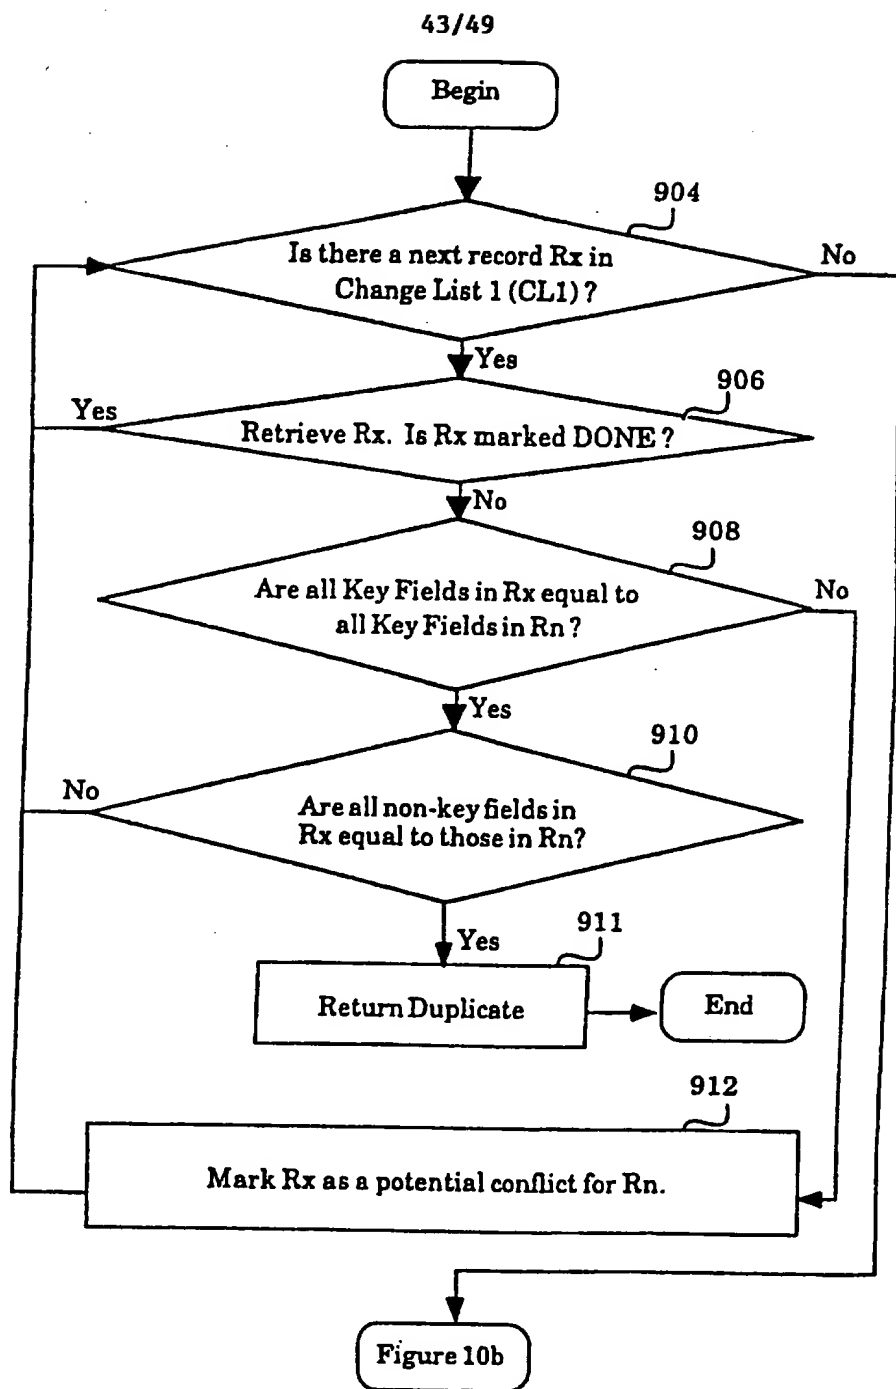 43/49
Begin
904
Is there a next record Rx in
Change List 1 (CL1) ?
No
Yes
906
Yes
Retrieve Rx. Is Rx marked DONE ?
No
908
Are all Key Fields in Rx equal to
all Key Fields in Rn ?
No
Yes
910
No
Are all non-key fields in
Rx equal to those in Rn?
Yes
911
Return Duplicate
End
912
Mark Rx as a potential conflict for Rn.
Figure 10b